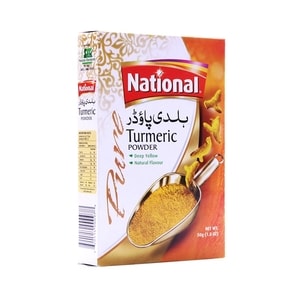 National
ہلدی پاؤڈر
Turmeric
POWDER
Deep Yellow
Natural Flavour
Pure
NET WT.